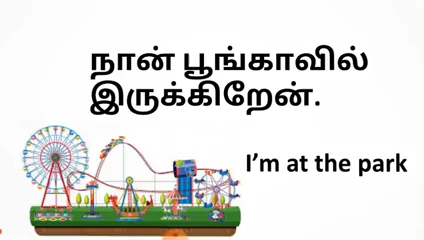 நான் பூங்காவில்
இருக்கிறேன்.
I'm at the park